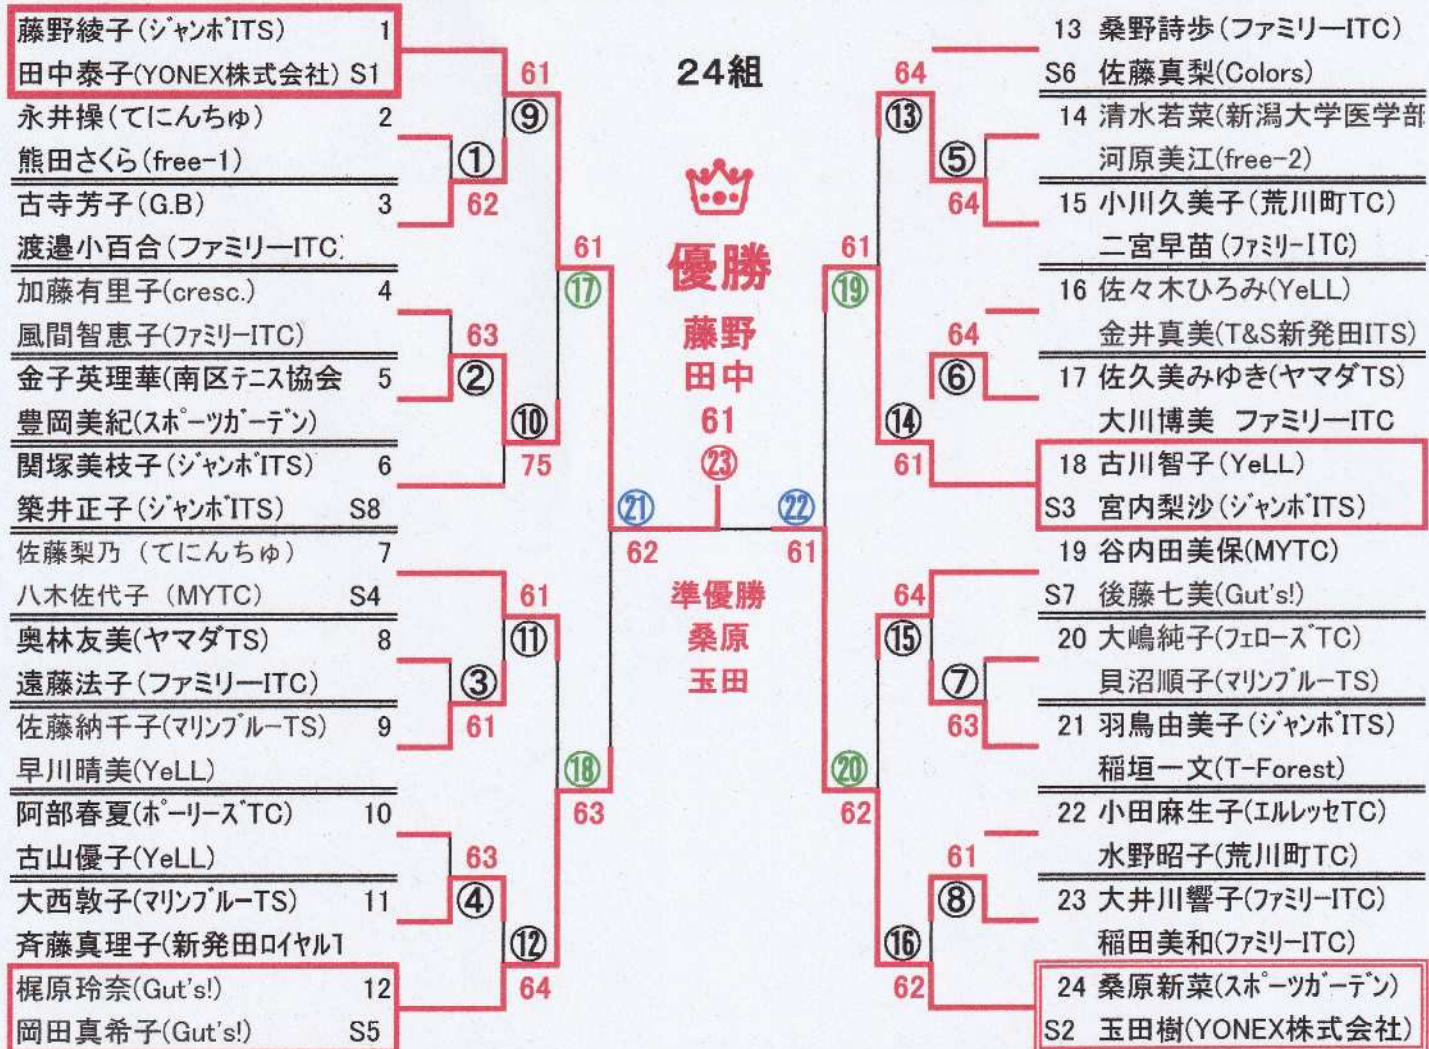 藤野綾子(ジャンボITS) 1
田中泰子(YONEX株式会社) S1
永井操(てにんちゅ) 2
熊田さくら(free-1)
古寺芳子(G.B) 3
渡邉小百合(ファミリーITC)
加藤有里子(cresc.) 4
風間智恵子(ファミリーITC)
金子英理華(南区テニス協会 5
豊岡美紀(スポーツガーデン)
関塚美枝子(ジャンボITS) 6
築井正子(ジャンボITS) S8
佐藤梨乃 (てにんちゅ) 7
八木佐代子 (MYTC) S4
奥林友美(ヤマダTS) 8
遠藤法子(ファミリーITC)
佐藤納千子(マリンブルーTS) 9
早川晴美(YeLL)
阿部春夏(ポーリーズTC) 10
古山優子(YeLL)
大西敦子(マリンブルーTS) 11
斉藤真理子(新発田ロイヤルT
梶原玲奈(Gut's!) 12
岡田真希子(Gut's!) S5
61
⑨
①
62
63
②
⑩
75
61
⑰
61
⑪
③
61
⑱
63
63
④
⑫
64
㉑
62
24組
優勝
藤野
田中
61
㉓
準優勝
桑原
玉田
㉒
61
61
⑲
64
⑬
⑤
64
64
⑥
⑭
61
64
⑮
⑦
63
⑳
62
61
⑧
⑯
62
13 桑野詩歩(ファミリーITC)
S6 佐藤真梨(Colors)
14 清水若菜(新潟大学医学部
河原美江(free-2)
15 小川久美子(荒川町TC)
二宮早苗(ファミリーITC)
16 佐々木ひろみ(YeLL)
金井真美(T&S新発田ITS)
17 佐久美みゆき(ヤマダTS)
大川博美 ファミリーITC
18 古川智子(YeLL)
S3 宮内梨沙(ジャンボITS)
19 谷内田美保(MYTC)
S7 後藤七美(Gut's!)
20 大嶋純子(フェローズTC)
貝沼順子(マリンブルーTS)
21 羽鳥由美子(ジャンボITS)
稲垣一文(T-Forest)
22 小田麻生子(エルレッセTC)
水野昭子(荒川町TC)
23 大井川響子(ファミリーITC)
稲田美和(ファミリーITC)
24 桑原新菜(スポーツガーデン)
S2 玉田樹(YONEX株式会社)